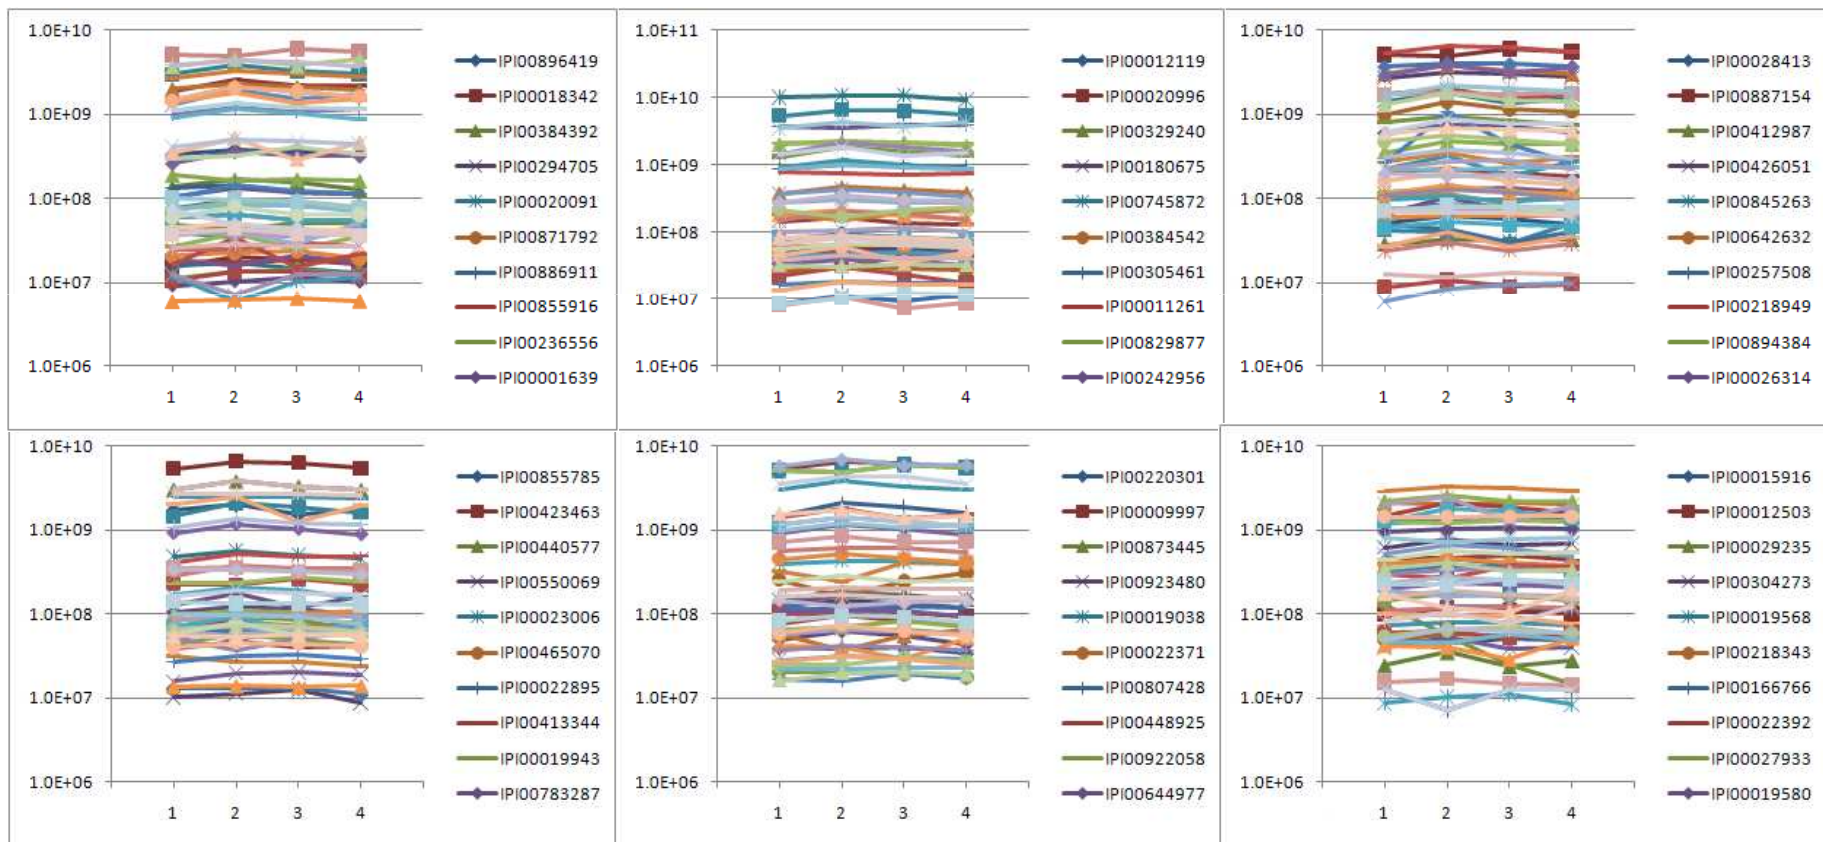 1.0E+10
1.0E+09
1.0E+08
1.0E+07
1.0E+06
1 2 3 4
IPI00896419
IPI00018342
IPI00384392
IPI00294705
IPI00020091
IPI00871792
IPI00886911
IPI00855916
IPI00236556
IPI00001639
1.0E+11
1.0E+10
1.0E+09
1.0E+08
1.0E+07
1.0E+06
1 2 3 4
IPI00012119
IPI00020996
IPI00329240
IPI00180675
IPI00745872
IPI00384542
IPI00305461
IPI00011261
IPI00829877
IPI00242956
1.0E+10
1.0E+09
1.0E+08
1.0E+07
1.0E+06
1 2 3 4
IPI00028413
IPI00887154
IPI00412987
IPI00426051
IPI00845263
IPI00642632
IPI00257508
IPI00218949
IPI00894384
IPI00026314
1.0E+10
1.0E+09
1.0E+08
1.0E+07
1.0E+06
1 2 3 4
IPI00855785
IPI00423463
IPI00440577
IPI00550069
IPI00023006
IPI00465070
IPI00022895
IPI00413344
IPI00019943
IPI00783287
1.0E+10
1.0E+09
1.0E+08
1.0E+07
1.0E+06
1 2 3 4
IPI00220301
IPI00009997
IPI00873445
IPI00923480
IPI00019038
IPI00022371
IPI00807428
IPI00448925
IPI00922058
IPI00644977
1.0E+10
1.0E+09
1.0E+08
1.0E+07
1.0E+06
1 2 3 4
IPI00015916
IPI00012503
IPI00029235
IPI00304273
IPI00019568
IPI00218343
IPI00166766
IPI00022392
IPI00027933
IPI00019580